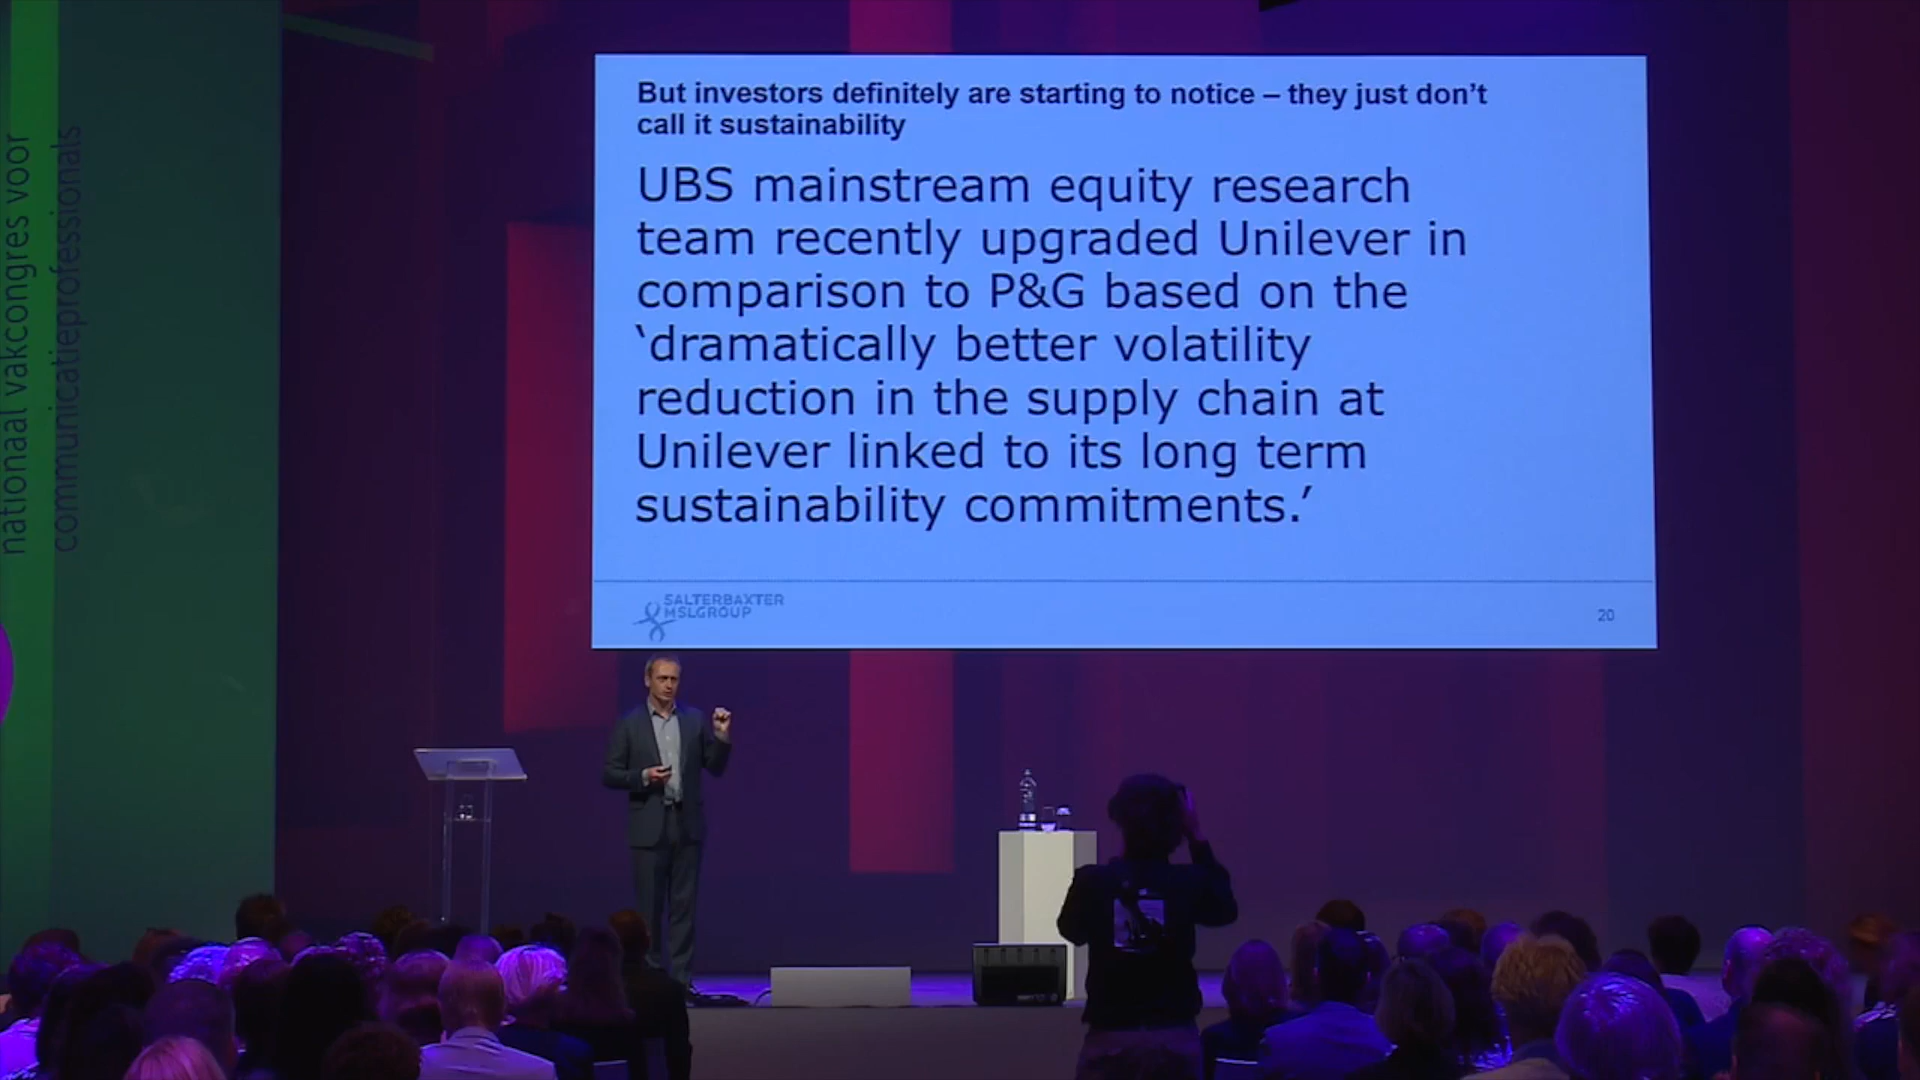 nationaal vakcongres voor
communicatieprofessionals
But investors definitely are starting to notice – they just don’t
call it sustainability
UBS mainstream equity research
team recently upgraded Unilever in
comparison to P&G based on the
‘dramatically better volatility
reduction in the supply chain at
Unilever linked to its long term
sustainability commitments.’
SALTERBAXTER
MSLGROUP
20